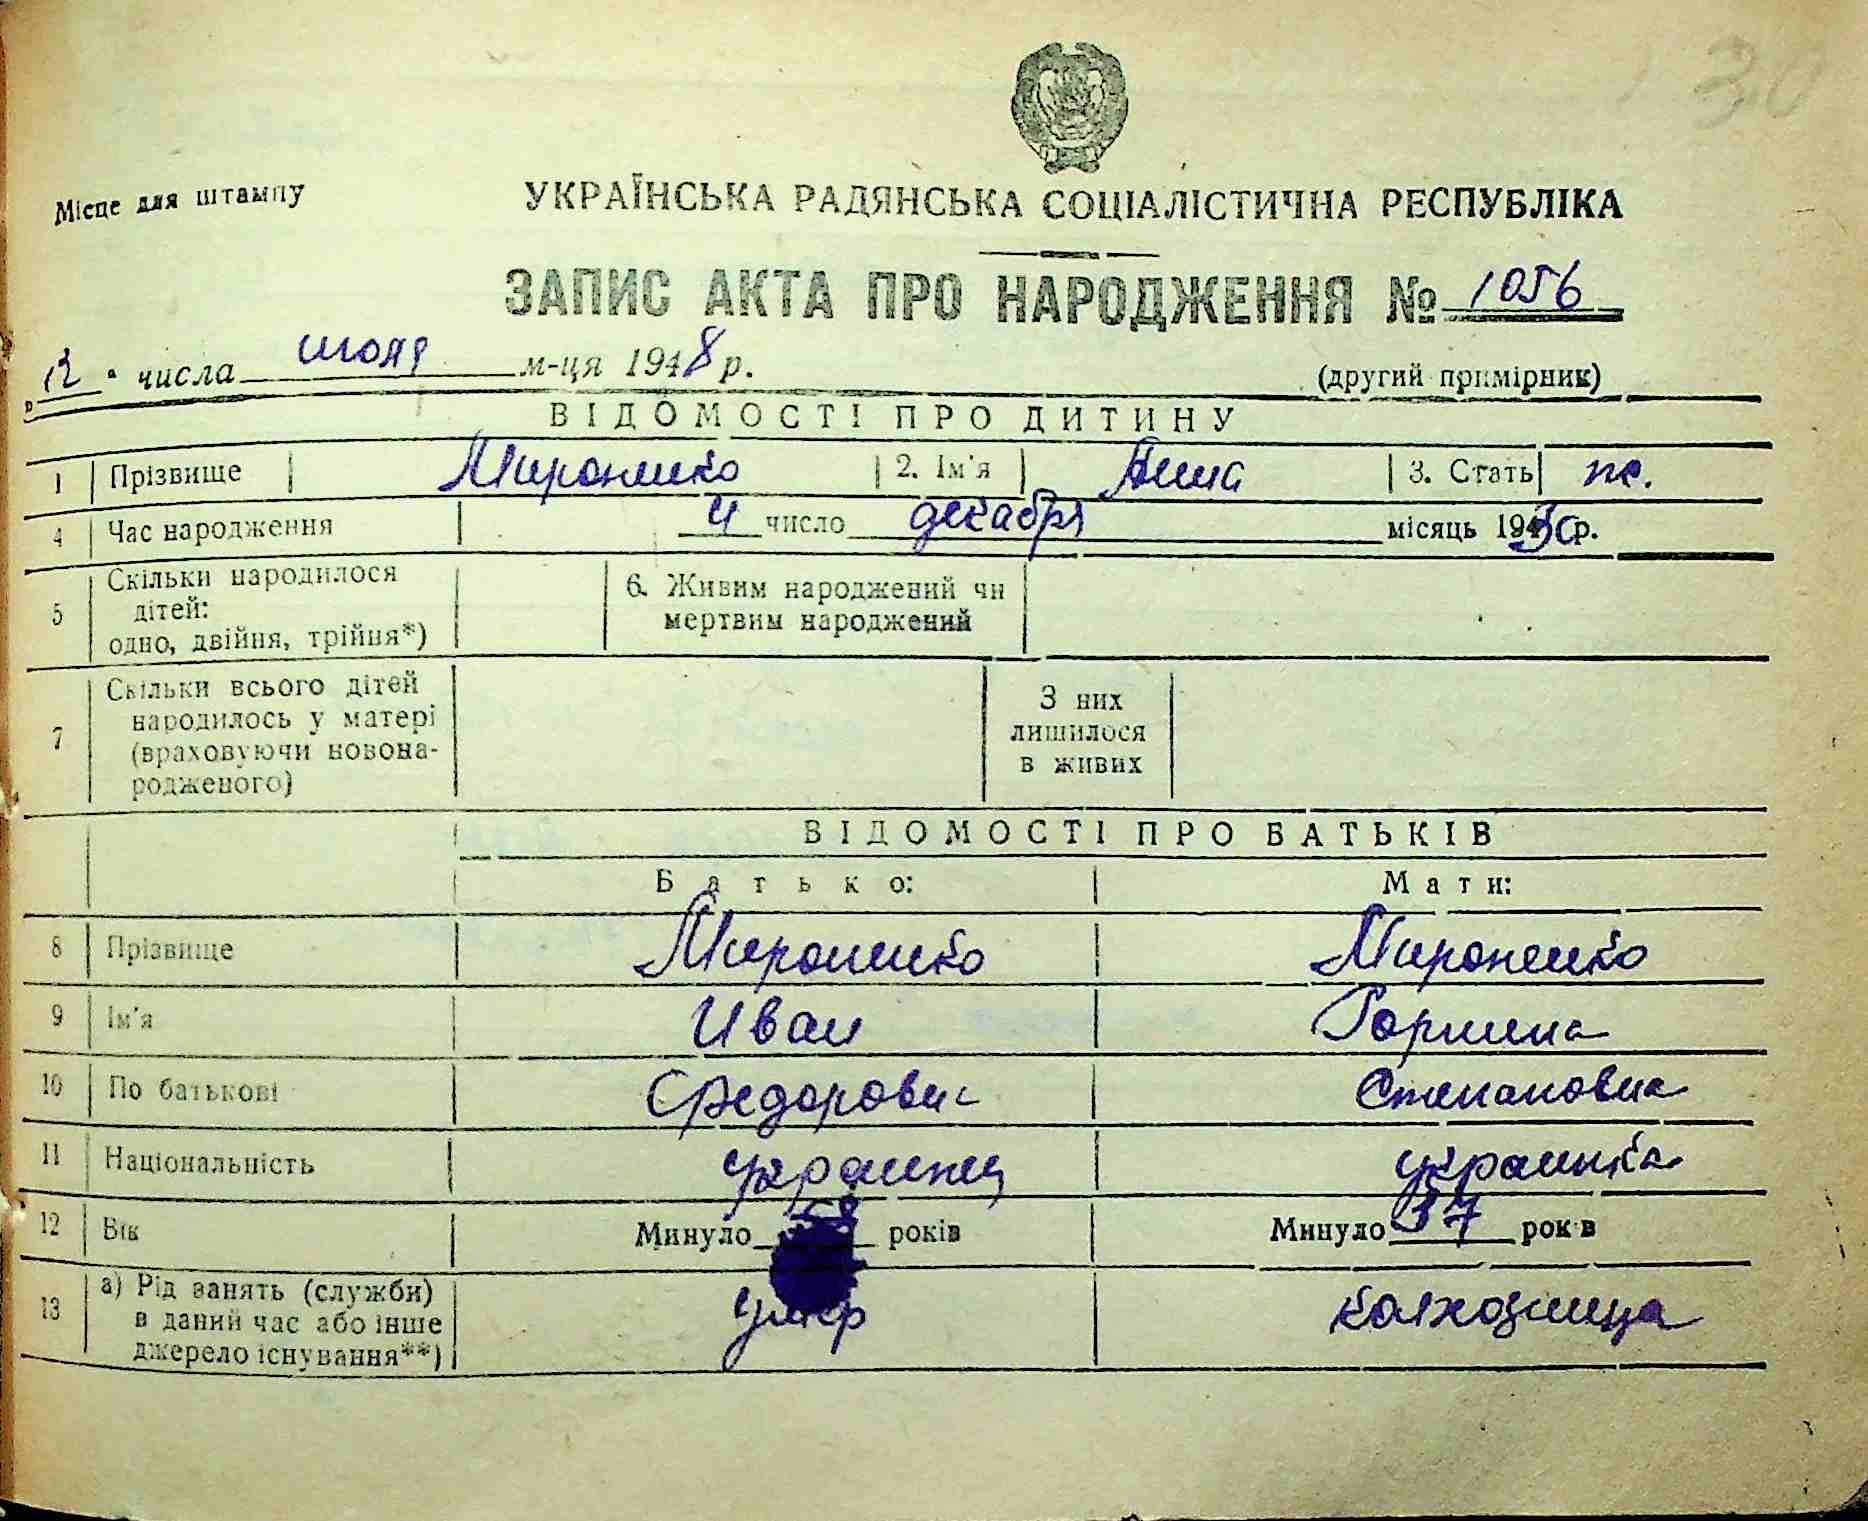 30
Місце для штампу
УКРАЇНСЬКА РАДЯНСЬКА СОЦІАЛІСТИЧНА РЕСПУБЛІКА
ЗАПИС АКТА ПРО НАРОДЖЕННЯ № 1056
12 " числа июля м-ця 1948 р.
(другий примірник)
ВІДОМОСТІ ПРО ДИТИНУ
1 Прізвище Мироненко 2. Ім'я Анна 3. Стать ж.
4 Час народження 4 число декабря місяць 1930 р.
5 Скільки народилося дітей: одно, двійня, трійня*) 6. Живим народжений чи мертвим народжений
7 Скільки всього дітей народилось у матері (враховуючи новонародженого) З них лишилося в живих
ВІДОМОСТІ ПРО БАТЬКІВ
Батько: Мати:
8 Прізвище Мироненко Мироненко
9 Ім'я Иван Горпина
10 По батькові Федорович Степановна
11 Національність украинец украинка
12 Вік Минуло років Минуло 37 років
13 а) Рід занять (служби) в даний час або інше джерело існування**) умер колхозница